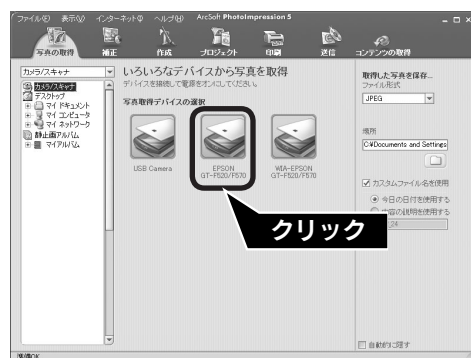 ファイル(F) 表示(V) インターネット(I) ヘルプ(H) ArcSoft PhotoImpression 5
写真の取得 補正 作成 プロジェクト 印刷 送信 コンテンツの取得
カメラ/スキャナ
カメラ/スキャナ
デスクトップ
マイ ドキュメント
マイ コンピュータ
マイ ネットワーク
静止画アルバム
マイアルバム
いろいろなデバイスから写真を取得
デバイスを接続して電源をオンにしてください。
写真取得デバイスの選択
USB Camera
EPSON
GT-F520/F570
WIA-EPSON
GT-F520/F570
クリック
取得した写真を保存...
ファイル形式
JPEG
場所
C:¥Documents and Settings
カスタムファイル名を使用
今日の日付を使用する
内容の説明を使用する
自動的に隠す
準備OK